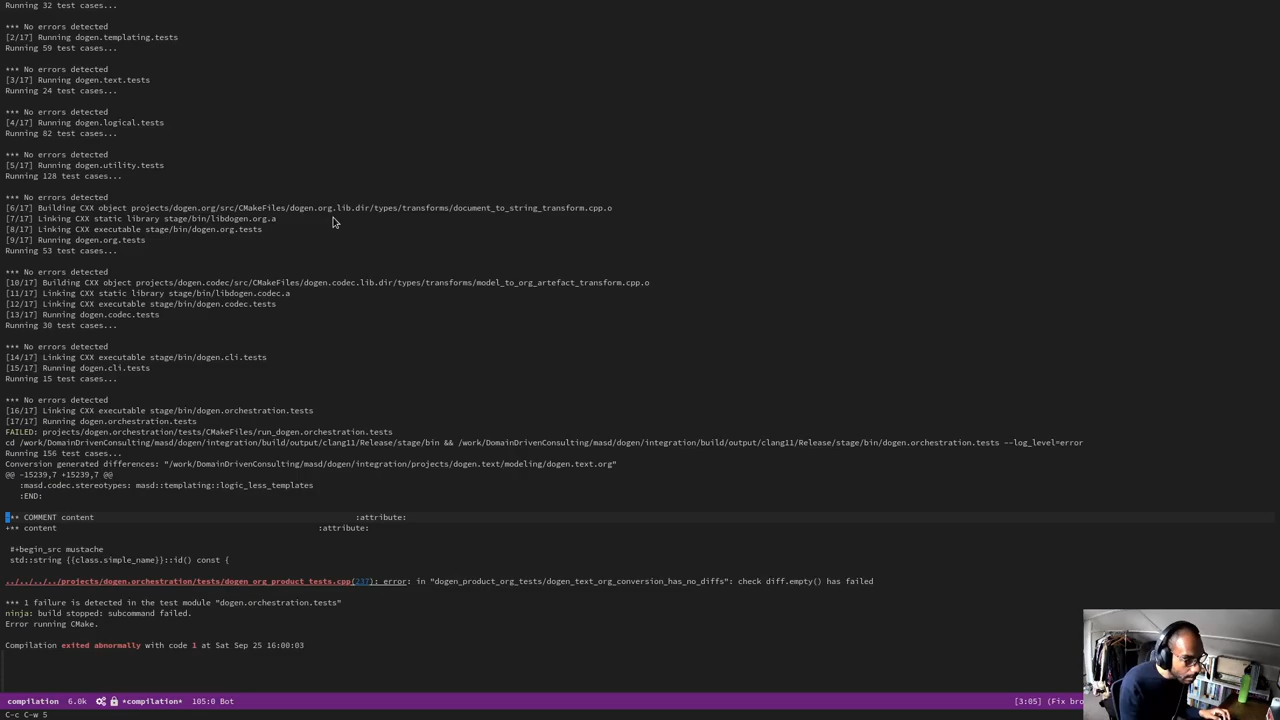 Running 32 test cases...
*** No errors detected
[2/17] Running dogen.templating.tests
Running 59 test cases...
*** No errors detected
[3/17] Running dogen.text.tests
Running 24 test cases...
*** No errors detected
[4/17] Running dogen.logical.tests
Running 82 test cases...
*** No errors detected
[5/17] Running dogen.utility.tests
Running 128 test cases...
*** No errors detected
[6/17] Building CXX object projects/dogen.org/src/CMakeFiles/dogen.org.lib.dir/types/transforms/document_to_string_transform.cpp.o
[7/17] Linking CXX static library stage/bin/libdogen.org.a
[8/17] Linking CXX executable stage/bin/dogen.org.tests
[9/17] Running dogen.org.tests
Running 53 test cases...
*** No errors detected
[10/17] Building CXX object projects/dogen.codec/src/CMakeFiles/dogen.codec.lib.dir/types/transforms/model_to_org_artefact_transform.cpp.o
[11/17] Linking CXX static library stage/bin/libdogen.codec.a
[12/17] Linking CXX executable stage/bin/dogen.codec.tests
[13/17] Running dogen.codec.tests
Running 30 test cases...
*** No errors detected
[14/17] Linking CXX executable stage/bin/dogen.cli.tests
[15/17] Running dogen.cli.tests
Running 15 test cases...
*** No errors detected
[16/17] Linking CXX executable stage/bin/dogen.orchestration.tests
[17/17] Running dogen.orchestration.tests
FAILED: projects/dogen.orchestration/tests/CMakeFiles/run_dogen.orchestration.tests
cd /work/DomainDrivenConsulting/masd/dogen/integration/build/output/clang11/Release/stage/bin && /work/DomainDrivenConsulting/masd/dogen/integration/build/output/clang11/Release/stage/bin/dogen.orchestration.tests --log_level=error
Running 156 test cases...
Conversion generated differences: "/work/DomainDrivenConsulting/masd/dogen/integration/projects/dogen.text/modeling/dogen.text.org"
@@ -15239,7 +15239,7 @@
:masd.codec.stereotypes: masd::templating::logic_less_templates
:END:
** COMMENT content :attribute:
+** content :attribute:
#+begin_src mustache
std::string {{class.simple_name}}::id() const {
../../../../projects/dogen.orchestration/tests/dogen_org_product_tests.cpp(237): error: in "dogen_product_org_tests/dogen_text_org_conversion_has_no_diffs": check diff.empty() has failed
*** 1 failure is detected in the test module "dogen.orchestration.tests"
ninja: build stopped: subcommand failed.
Error running CMake.
Compilation exited abnormally with code 1 at Sat Sep 25 16:00:03
compilation 6.0k *compilation* 105:0 Bot [3:05] (Fix bro
C-c C-w 5